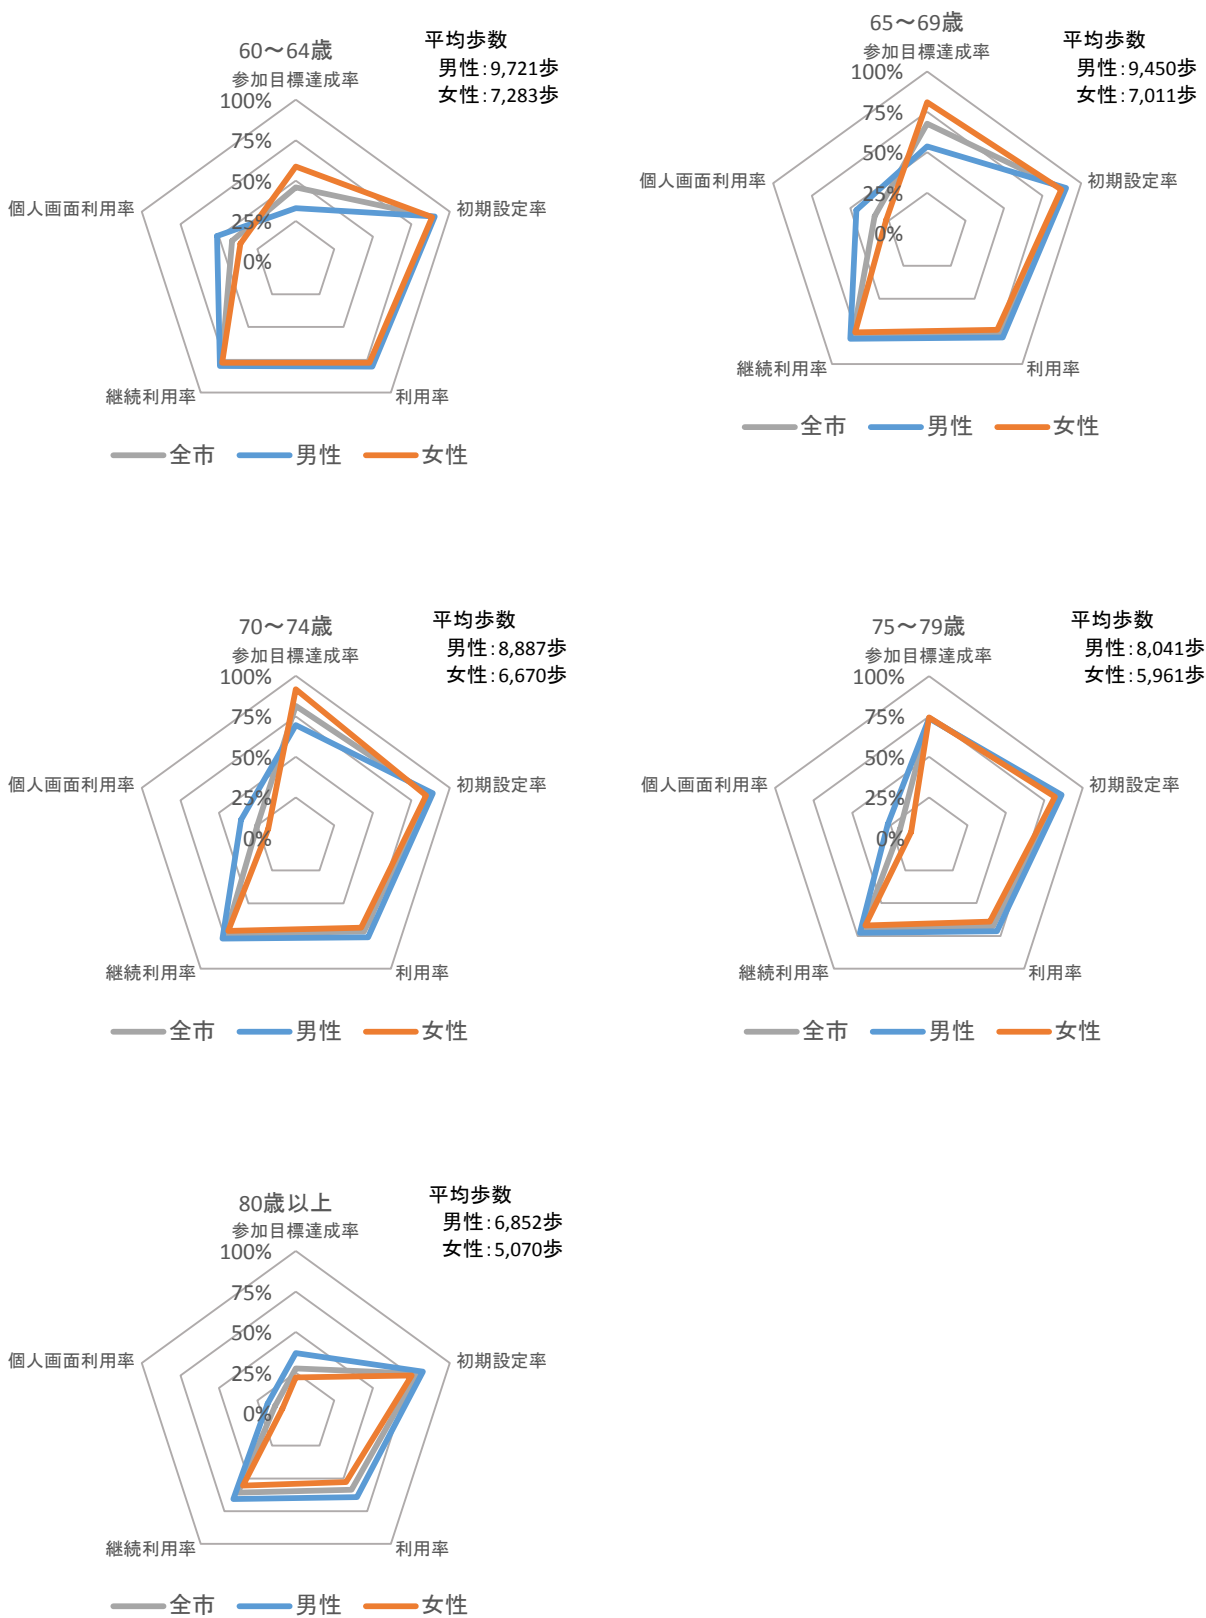 60～64歳
平均歩数
男性：9,721歩
女性：7,283歩
参加目標達成率
100%
75%
50%
25%
0%
初期設定率
利用率
継続利用率
個人画面利用率
全市 男性 女性
65～69歳
平均歩数
男性：9,450歩
女性：7,011歩
参加目標達成率
100%
75%
50%
25%
0%
初期設定率
利用率
継続利用率
個人画面利用率
全市 男性 女性
70～74歳
平均歩数
男性：8,887歩
女性：6,670歩
参加目標達成率
100%
75%
50%
25%
0%
初期設定率
利用率
継続利用率
個人画面利用率
全市 男性 女性
75～79歳
平均歩数
男性：8,041歩
女性：5,961歩
参加目標達成率
100%
75%
50%
25%
0%
初期設定率
利用率
継続利用率
個人画面利用率
全市 男性 女性
80歳以上
平均歩数
男性：6,852歩
女性：5,070歩
参加目標達成率
100%
75%
50%
25%
0%
初期設定率
利用率
継続利用率
個人画面利用率
全市 男性 女性